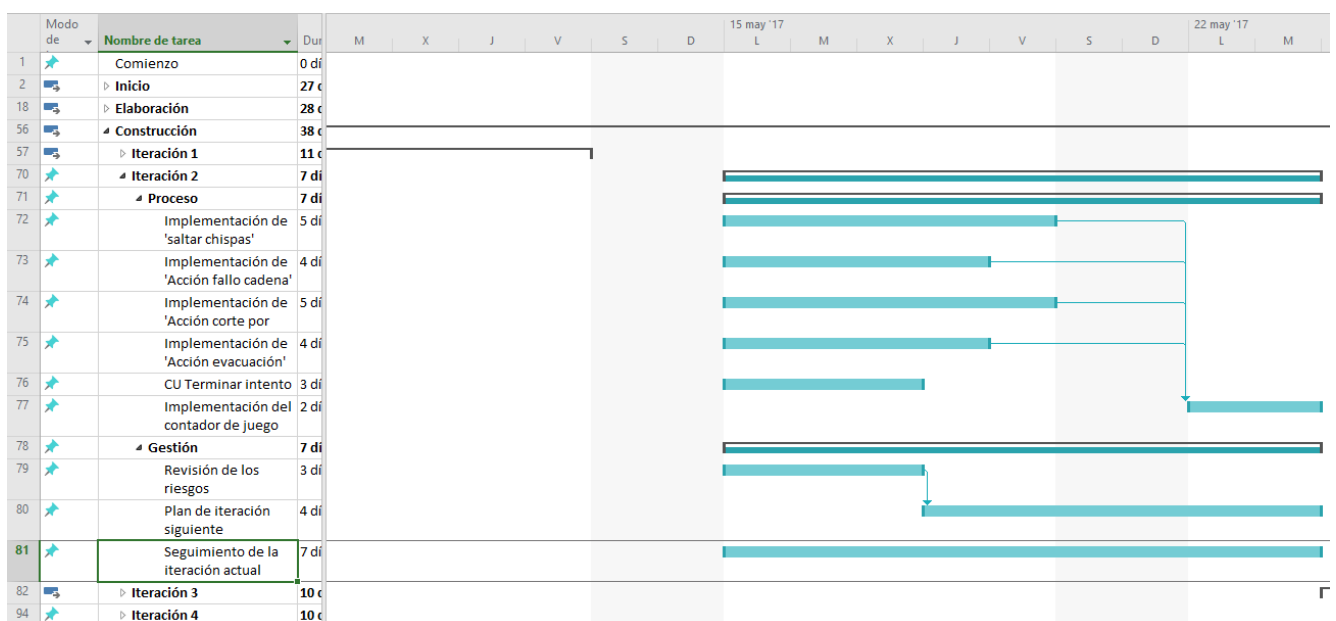 Modo
de
Nombre de tarea
Dur
15 may '17
22 may '17
M X J V S D L M X J V S D L M
1 Comienzo 0 dí
2 Inicio 27 d
18 Elaboración 28 d
56 Construcción 38 d
57 Iteración 1 11 d
70 Iteración 2 7 dí
71 Proceso 7 dí
72 Implementación de 5 dí
'saltar chispas'
73 Implementación de 4 dí
'Acción fallo cadena'
74 Implementación de 5 dí
'Acción corte por
75 Implementación de 4 dí
'Acción evacuación'
76 CU Terminar intento 3 dí
77 Implementación del 2 dí
contador de juego
78 Gestión 7 dí
79 Revisión de los 3 dí
riesgos
80 Plan de iteración 4 dí
siguiente
81 Seguimiento de la 7 dí
iteración actual
82 Iteración 3 10 d
94 Iteración 4 10 d